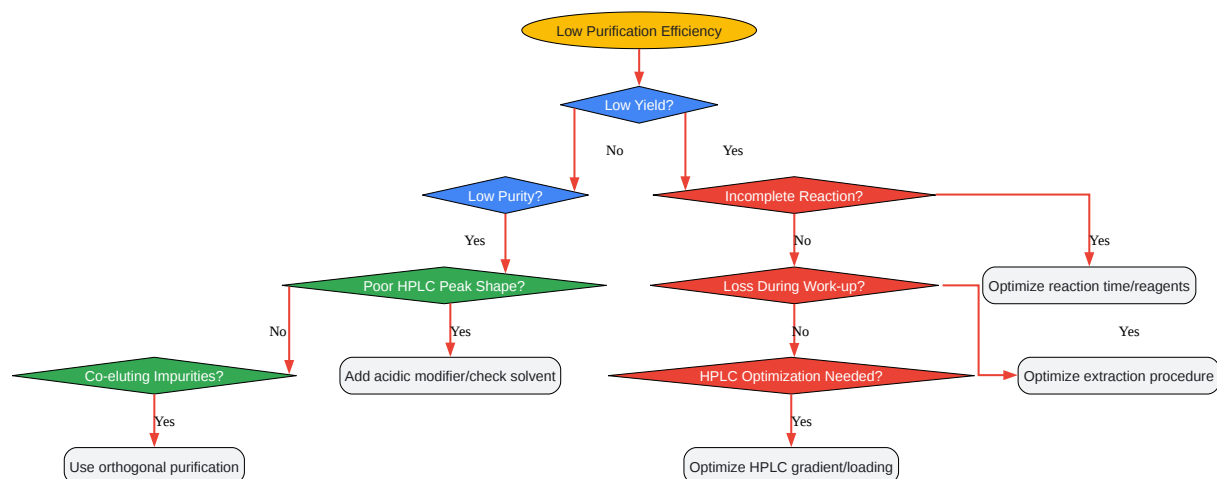 Low Purification Efficiency
Low Yield?
No
Yes
Low Purity?
Incomplete Reaction?
Yes
No
Yes
Poor HPLC Peak Shape?
Loss During Work-up?
Optimize reaction time/reagents
No
Yes
No
Yes
Co-eluting Impurities?
Add acidic modifier/check solvent
HPLC Optimization Needed?
Optimize extraction procedure
Yes
Yes
Use orthogonal purification
Optimize HPLC gradient/loading